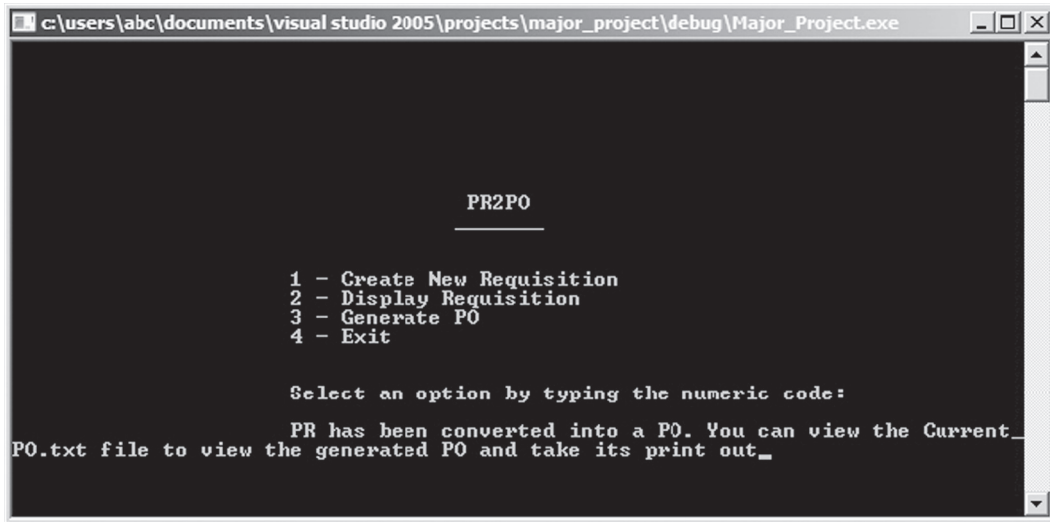 c:\users\abc\documents\visual studio 2005\projects\major_project\debug\Major_Project.exe
PR2PO
1 - Create New Requisition
2 - Display Requisition
3 - Generate PO
4 - Exit
Select an option by typing the numeric code:
PR has been converted into a PO. You can view the Current_
PO.txt file to view the generated PO and take its print out_